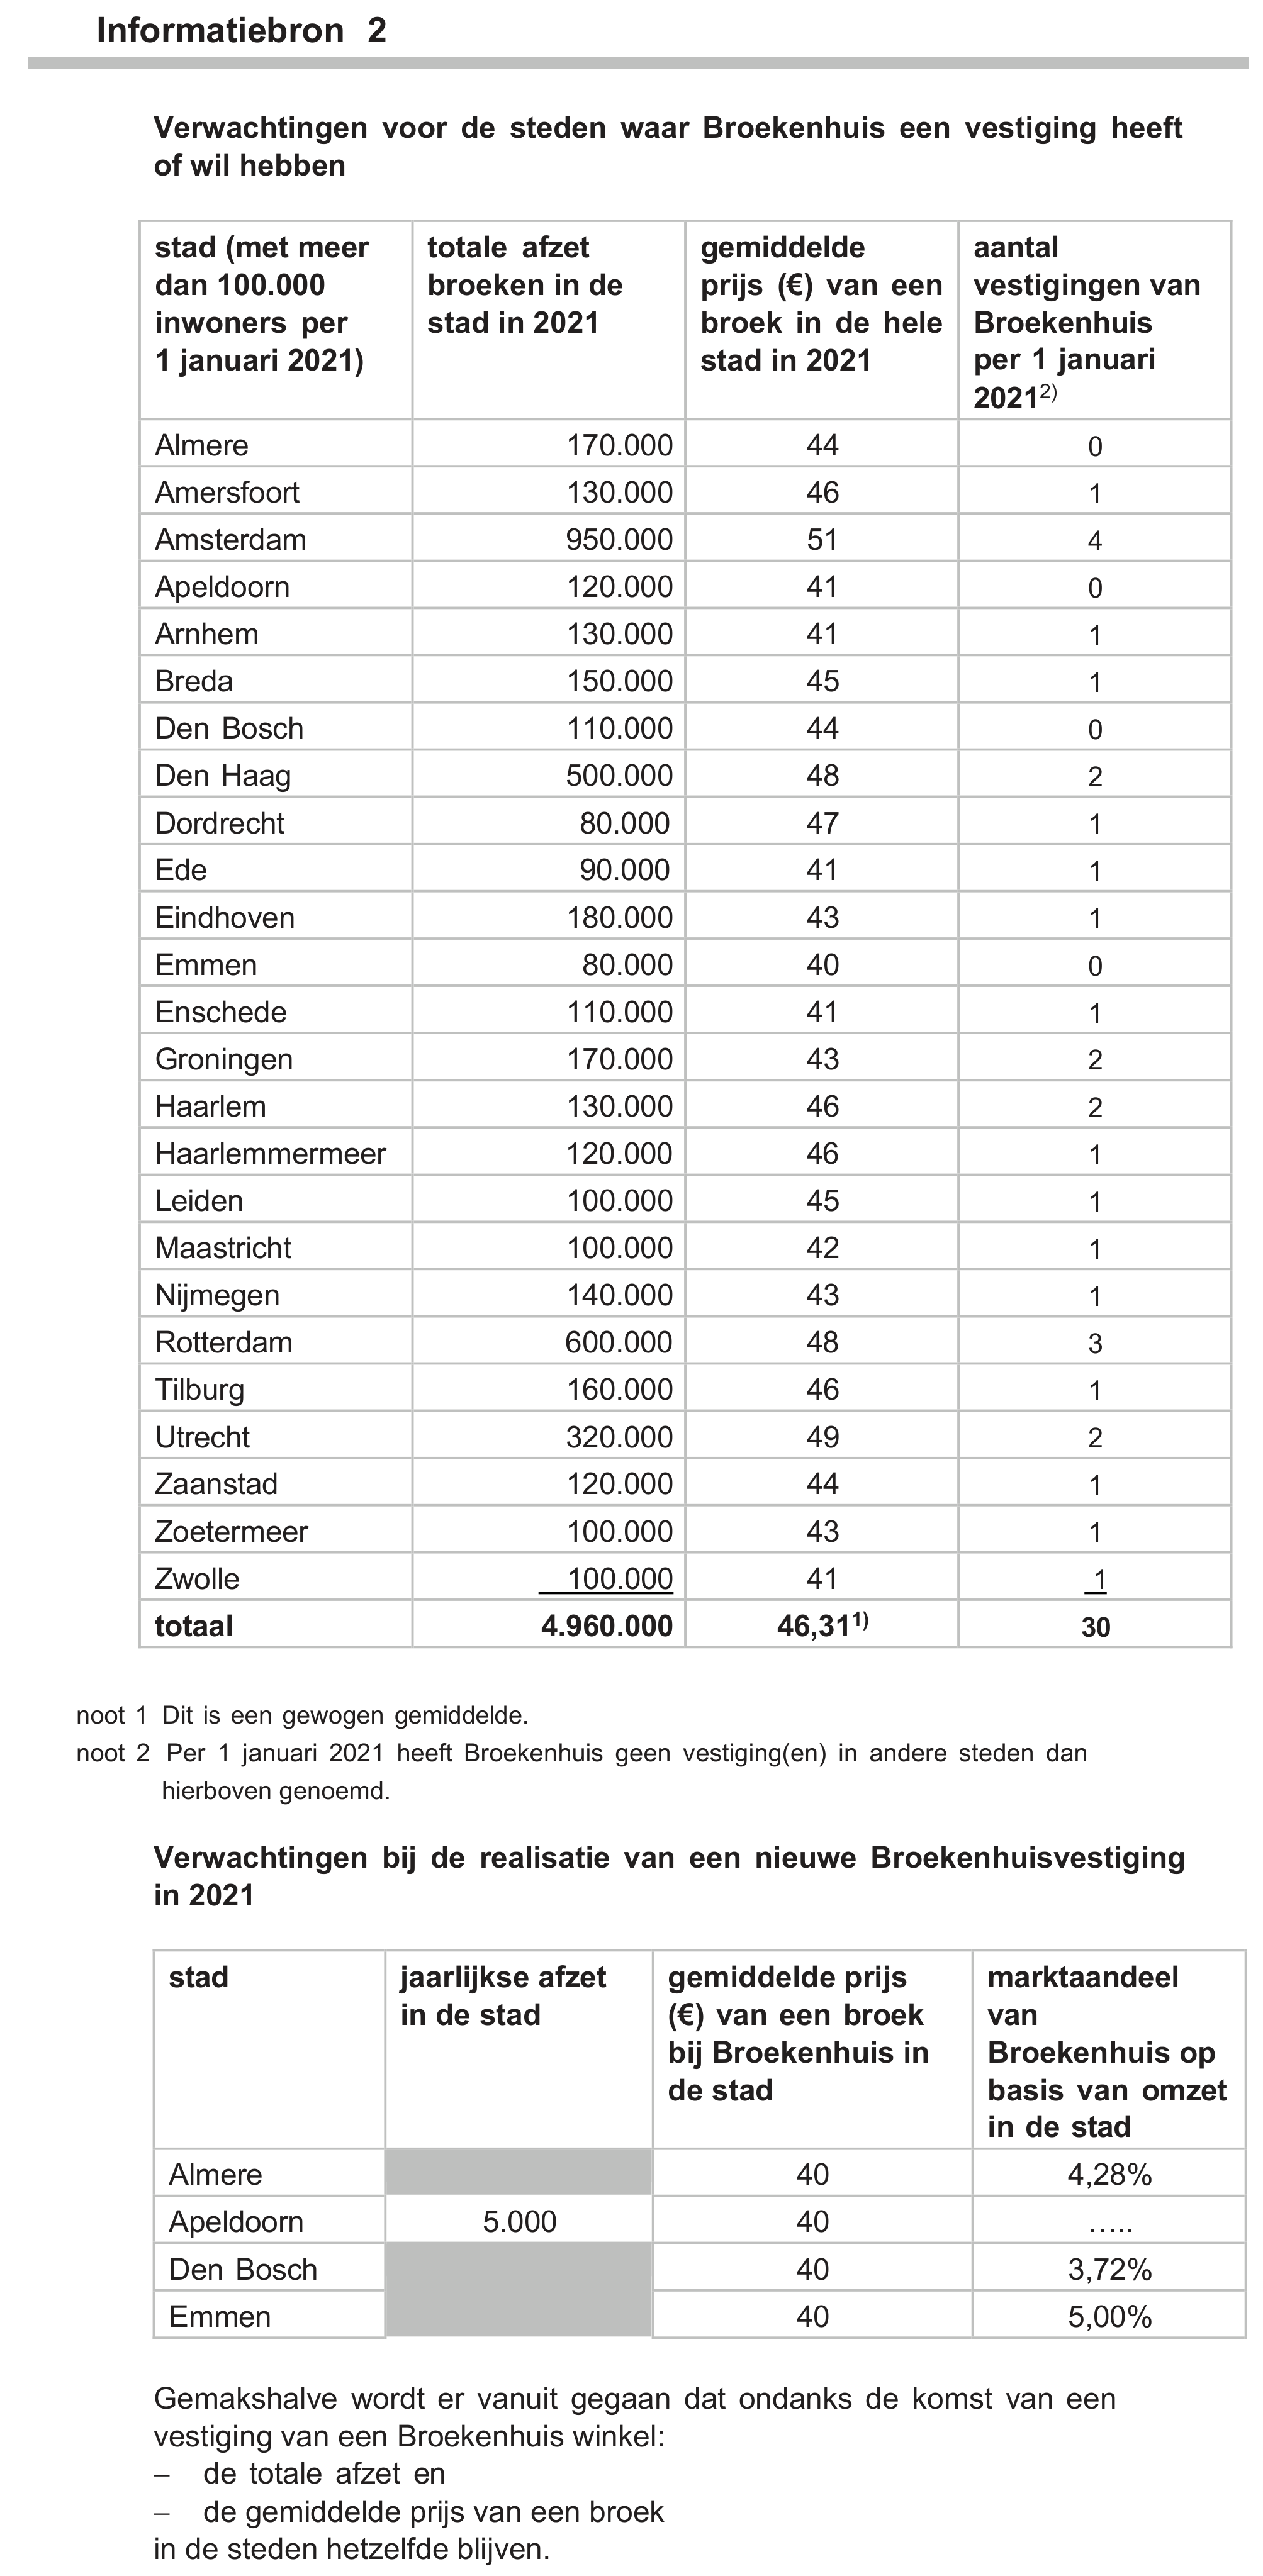 Informatiebron 2
Verwachtingen voor de steden waar Broekenhuis een vestiging heeft
of wil hebben
stad (met meer dan 100.000 inwoners per 1 januari 2021) totale afzet broeken in de stad in 2021 gemiddelde prijs (€) van een broek in de hele stad in 2021 aantal vestigingen van Broekenhuis per 1 januari 2021²⁾
Almere 170.000 44 0
Amersfoort 130.000 46 1
Amsterdam 950.000 51 4
Apeldoorn 120.000 41 0
Arnhem 130.000 41 1
Breda 150.000 45 1
Den Bosch 110.000 44 0
Den Haag 500.000 48 2
Dordrecht 80.000 47 1
Ede 90.000 41 1
Eindhoven 180.000 43 1
Emmen 80.000 40 0
Enschede 110.000 41 1
Groningen 170.000 43 2
Haarlem 130.000 46 2
Haarlemmermeer 120.000 46 1
Leiden 100.000 45 1
Maastricht 100.000 42 1
Nijmegen 140.000 43 1
Rotterdam 600.000 48 3
Tilburg 160.000 46 1
Utrecht 320.000 49 2
Zaanstad 120.000 44 1
Zoetermeer 100.000 43 1
Zwolle 100.000 41 1
totaal 4.960.000 46,31¹⁾ 30
noot 1 Dit is een gewogen gemiddelde.
noot 2 Per 1 januari 2021 heeft Broekenhuis geen vestiging(en) in andere steden dan
hierboven genoemd.
Verwachtingen bij de realisatie van een nieuwe Broekenhuisvestiging
in 2021
stad jaarlijkse afzet in de stad gemiddelde prijs (€) van een broek bij Broekenhuis in de stad marktaandeel van Broekenhuis op basis van omzet in de stad
Almere 40 4,28%
Apeldoorn 5.000 40 …..
Den Bosch 40 3,72%
Emmen 40 5,00%
Gemakshalve wordt er vanuit gegaan dat ondanks de komst van een
vestiging van een Broekenhuis winkel:
– de totale afzet en
– de gemiddelde prijs van een broek
in de steden hetzelfde blijven.